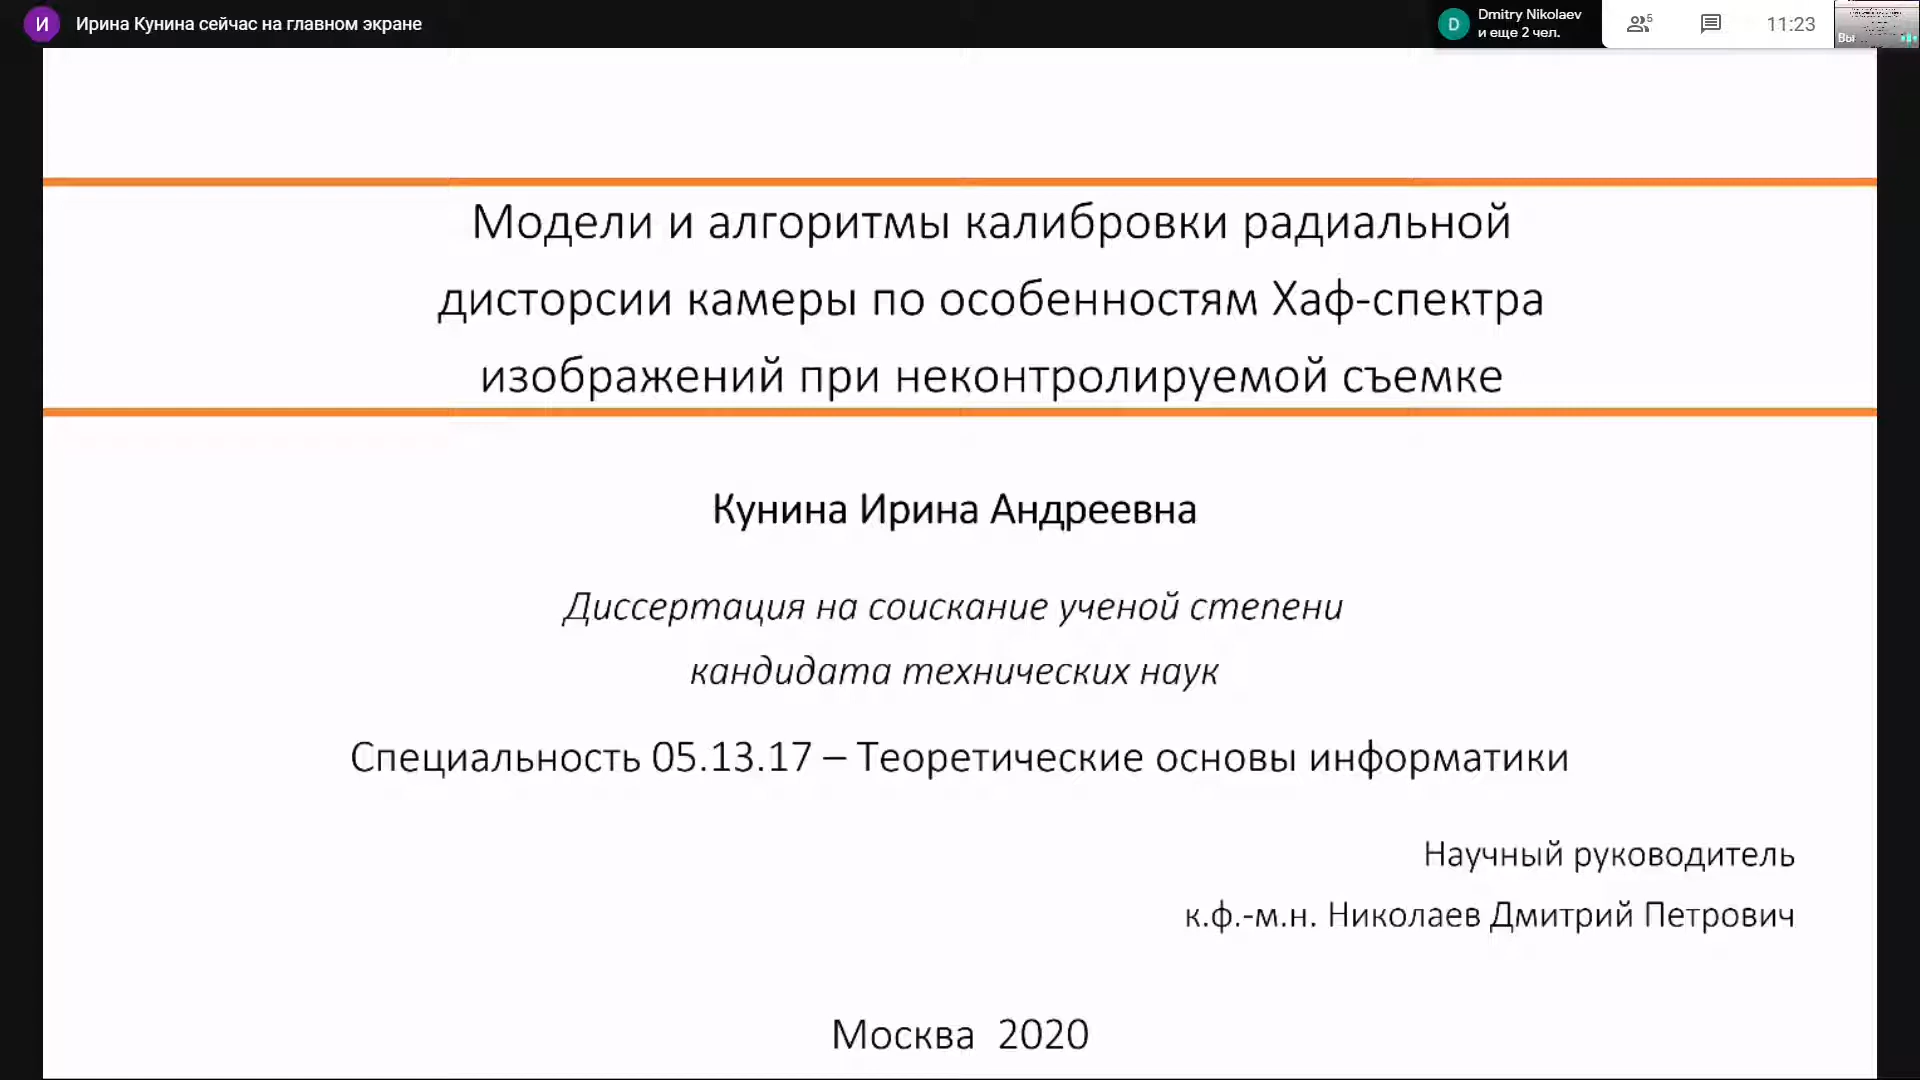 И
Ирина Кунина сейчас на главном экране
D
Dmitry Nikolaev
и еще 2 чел.
5
11:23
Вы
Модели и алгоритмы калибровки радиальной
дисторсии камеры по особенностям Хаф-спектра
изображений при неконтролируемой съемке
Кунина Ирина Андреевна
Диссертация на соискание ученой степени
кандидата технических наук
Специальность 05.13.17 – Теоретические основы информатики
Научный руководитель
к.ф.-м.н. Николаев Дмитрий Петрович
Москва 2020